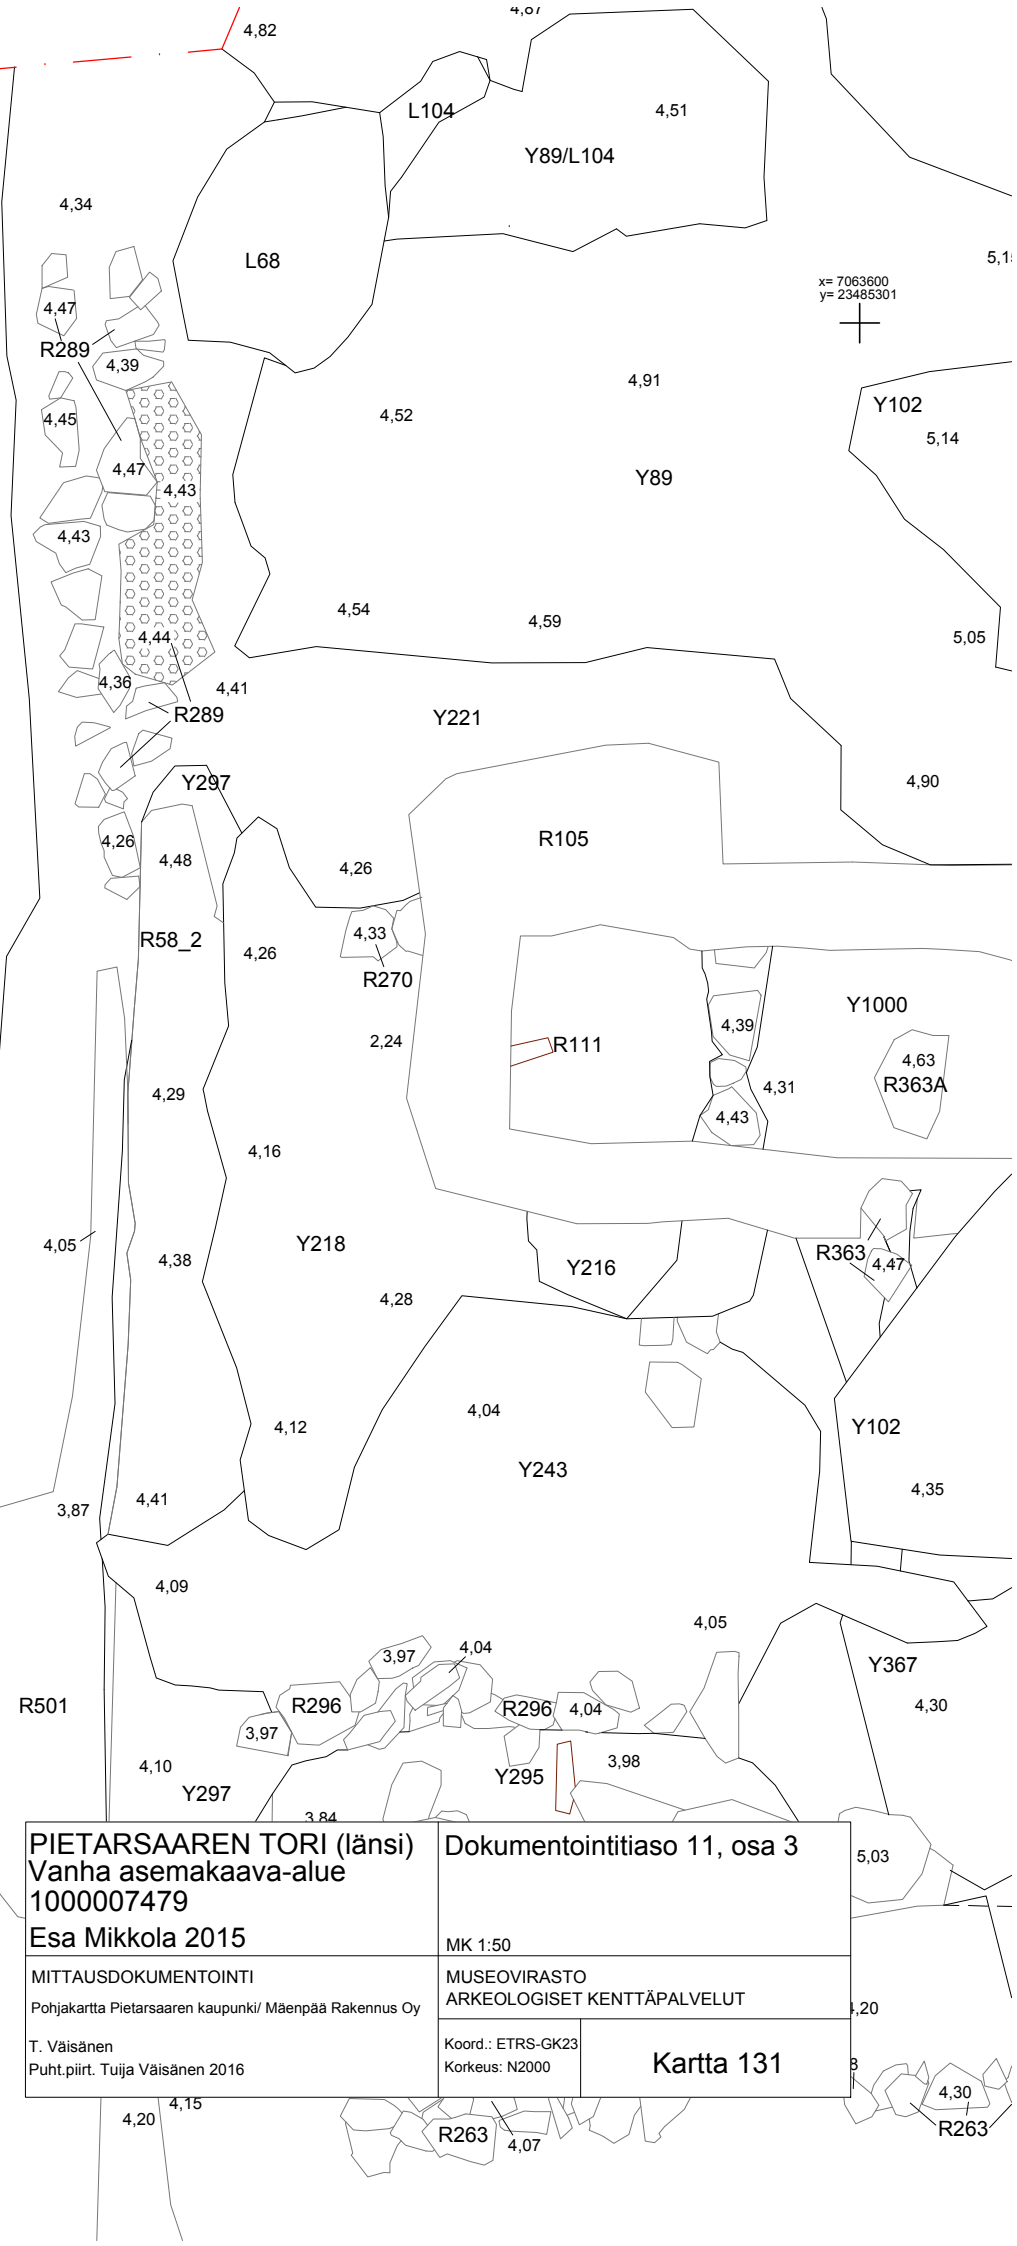 4,82
4,87
L104
4,51
Y89/L104
4,34
L68
5,15
x= 7063600
y= 23485301
4,47
R289
4,39
4,91
Y102
4,45
4,52
5,14
4,47
Y89
4,43
4,43
4,54
4,59
4,44
5,05
4,36
4,41
R289
Y221
Y297
4,90
4,26
4,48
4,26
R105
4,33
R58_2
4,26
R270
Y1000
4,39
2,24
R111
4,63
R363A
4,29
4,31
4,43
4,16
4,05
Y218
4,38
R363
4,47
Y216
4,28
4,04
4,12
Y102
Y243
4,35
3,87
4,41
4,09
4,05
4,04
3,97
Y367
R501
R296
R296
4,04
4,30
3,97
3,98
4,10
Y295
Y297
3,84
5,03
PIETARSAAREN TORI (länsi)
Vanha asemakaava-alue
1000007479
Esa Mikkola 2015
Dokumentointitiaso 11, osa 3
MK 1:50
MITTAUSDOKUMENTOINTI
Pohjakartta Pietarsaaren kaupunki/ Mäenpää Rakennus Oy
T. Väisänen
Puht.piirt. Tuija Väisänen 2016
MUSEOVIRASTO
ARKEOLOGISET KENTTÄPALVELUT
Koord.: ETRS-GK23
Korkeus: N2000
Kartta 131
,20
8
4,30
R263
4,15
4,20
R263
4,07